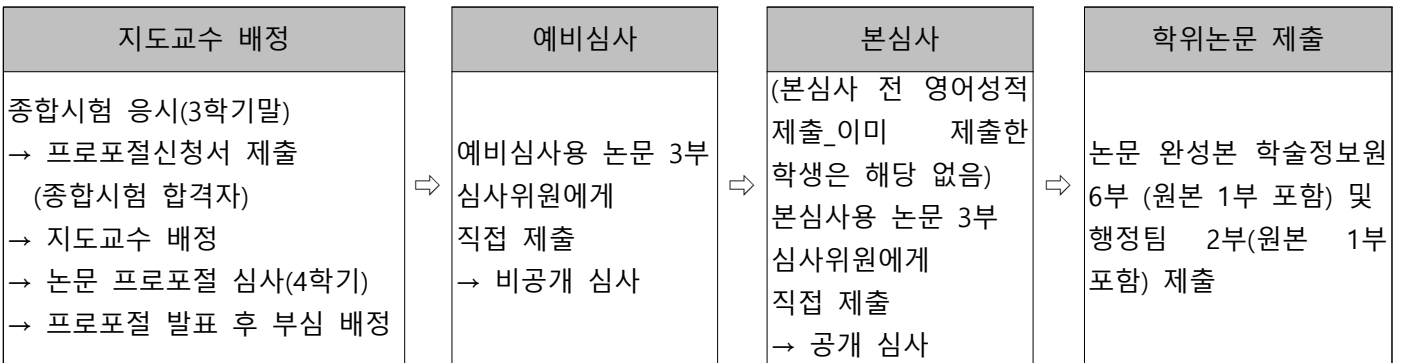 지도교수 배정
종합시험 응시(3학기말)
→ 프로포절신청서 제출
(종합시험 합격자)
→ 지도교수 배정
→ 논문 프로포절 심사(4학기)
→ 프로포절 발표 후 부심 배정
⇨
예비심사
예비심사용 논문 3부
심사위원에게
직접 제출
→ 비공개 심사
⇨
본심사
(본심사 전 영어성적
제출_이미 제출한
학생은 해당 없음)
본심사용 논문 3부
심사위원에게
직접 제출
→ 공개 심사
⇨
학위논문 제출
논문 완성본 학술정보원
6부 (원본 1부 포함) 및
행정팀 2부(원본 1부
포함) 제출